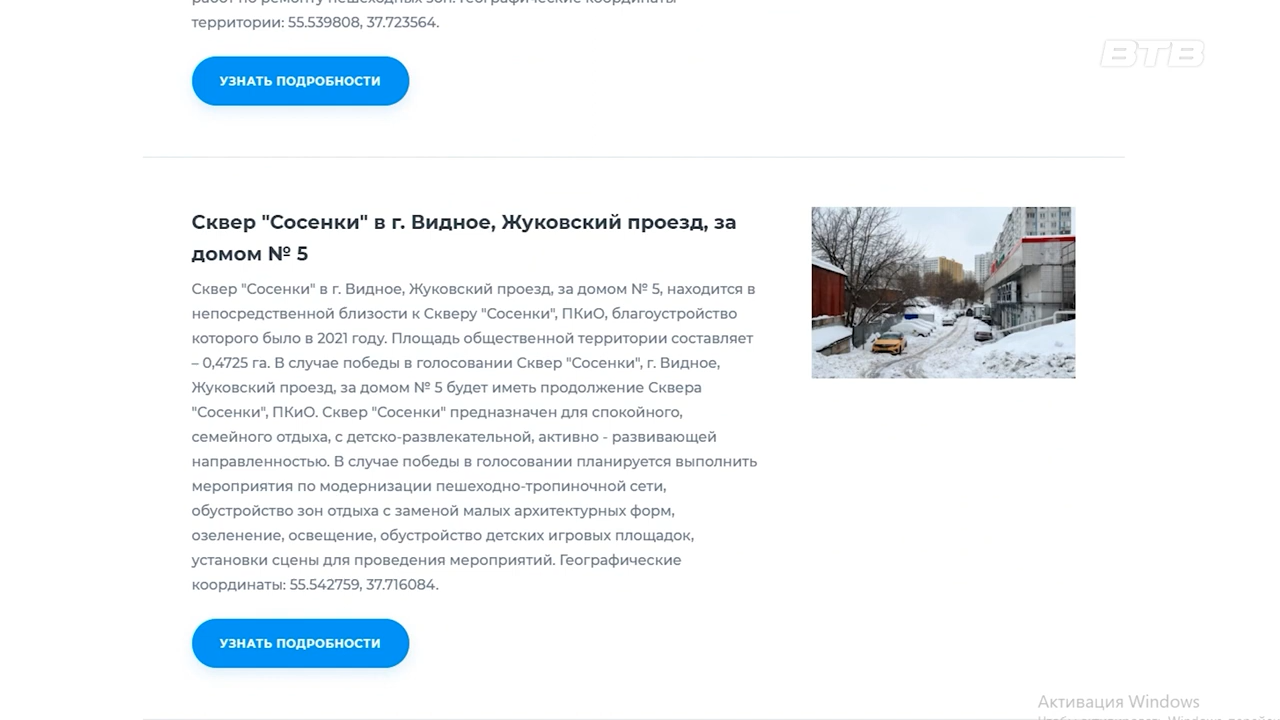 территории: 55.539808, 37.723564.
УЗНАТЬ ПОДРОБНОСТИ
ВТВ
Сквер "Сосенки" в г. Видное, Жуковский проезд, за
домом № 5
Сквер "Сосенки" в г. Видное, Жуковский проезд, за домом № 5, находится в
непосредственной близости к Скверу "Сосенки", ПКиО, благоустройство
которого было в 2021 году. Площадь общественной территории составляет
– 0,4725 га. В случае победы в голосовании Сквер "Сосенки", г. Видное,
Жуковский проезд, за домом № 5 будет иметь продолжение Сквера
"Сосенки", ПКиО. Сквер "Сосенки" предназначен для спокойного,
семейного отдыха, с детско-развлекательной, активно - развивающей
направленностью. В случае победы в голосовании планируется выполнить
мероприятия по модернизации пешеходно-тропиночной сети,
обустройство зон отдыха с заменой малых архитектурных форм,
озеленение, освещение, обустройство детских игровых площадок,
установки сцены для проведения мероприятий. Географические
координаты: 55.542759, 37.716084.
УЗНАТЬ ПОДРОБНОСТИ
Активация Windows